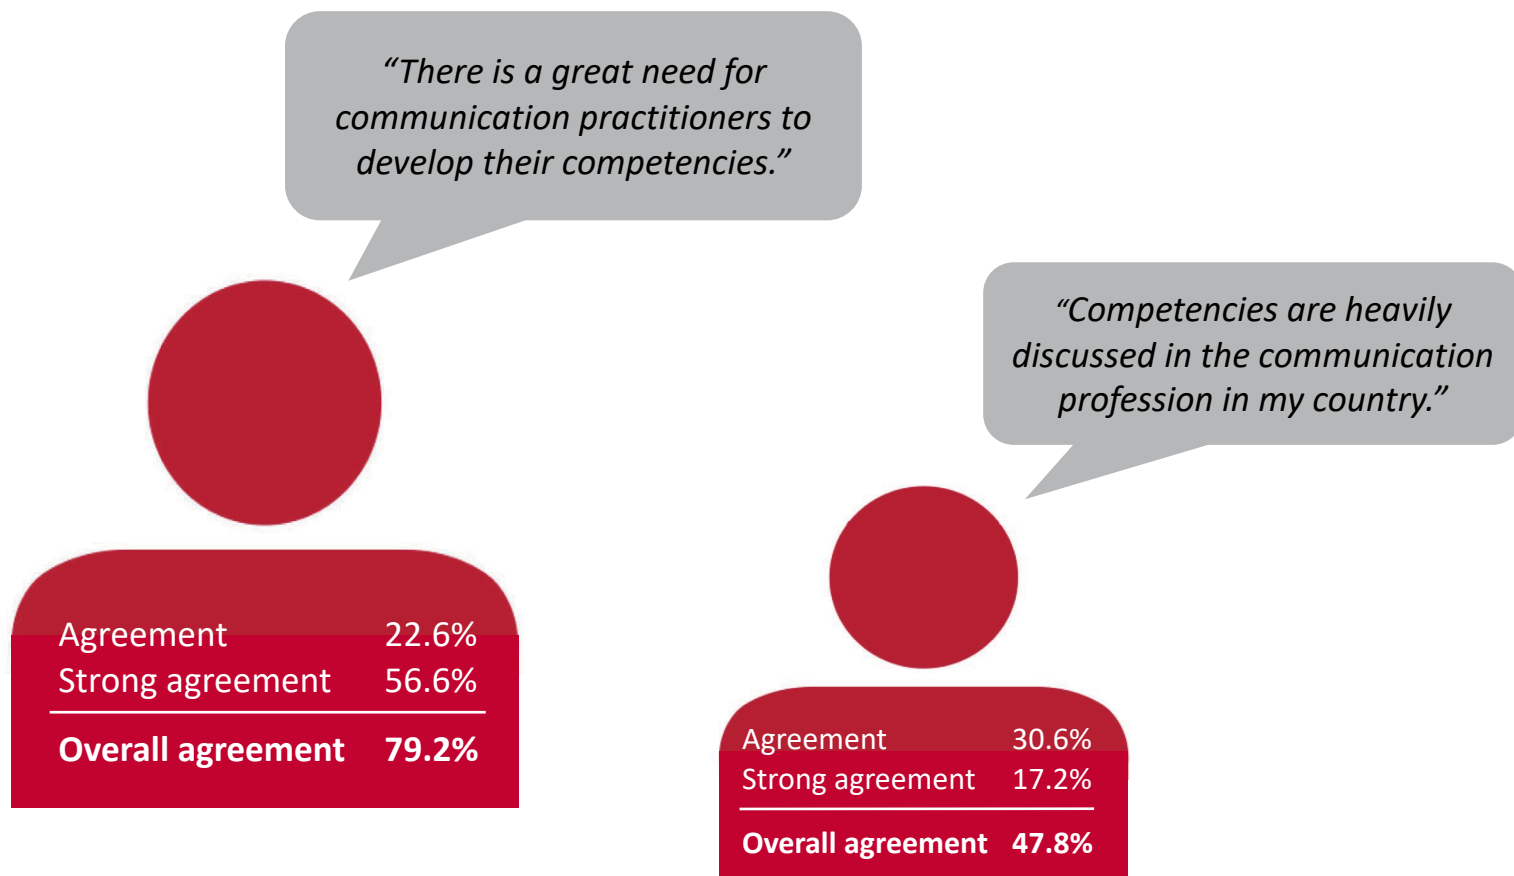 “There is a great need for
communication practitioners to
develop their competencies.”
“Competencies are heavily
discussed in the communication
profession in my country.”
Agreement 22.6%
Strong agreement 56.6%
Overall agreement 79.2%
Agreement 30.6%
Strong agreement 17.2%
Overall agreement 47.8%